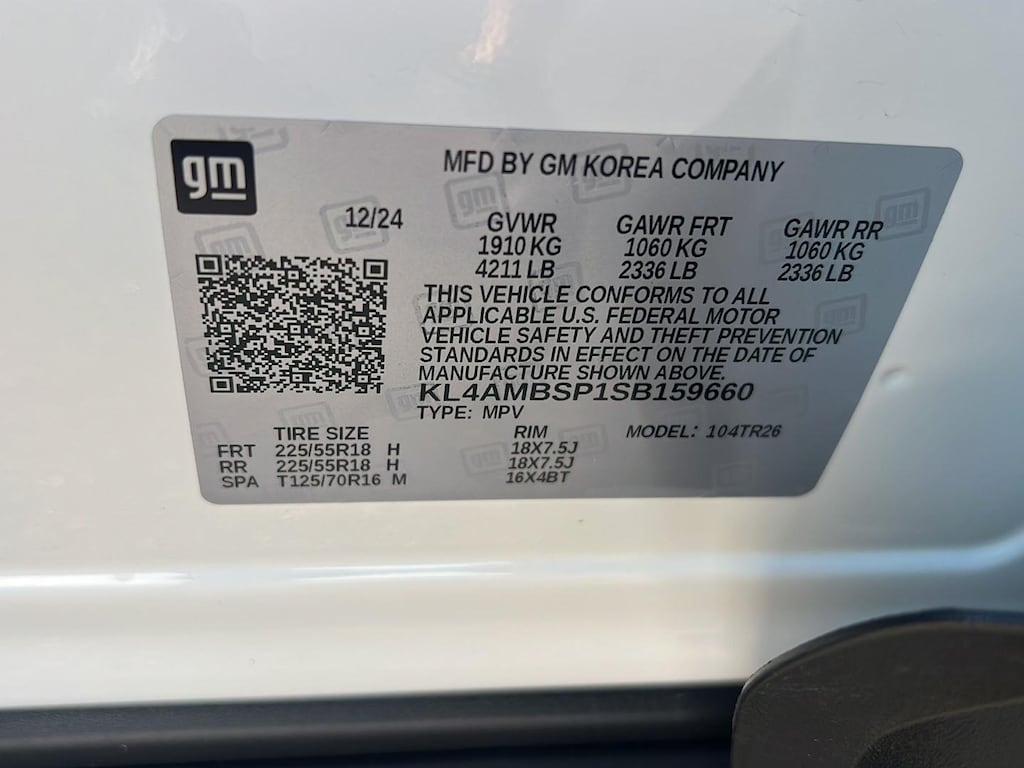 gm
MFD BY GM KOREA COMPANY
12/24
GVWR GAWR FRT GAWR RR
1910 KG 1060 KG 1060 KG
4211 LB 2336 LB 2336 LB
THIS VEHICLE CONFORMS TO ALL
APPLICABLE U.S. FEDERAL MOTOR
VEHICLE SAFETY AND THEFT PREVENTION
STANDARDS IN EFFECT ON THE DATE OF
MANUFACTURE SHOWN ABOVE.
KL4AMBSP1SB159660
TYPE: MPV
TIRE SIZE RIM MODEL: 104TR26
FRT 225/55R18 H 18X7.5J
RR 225/55R18 H 18X7.5J
SPA T125/70R16 M 16X4BT